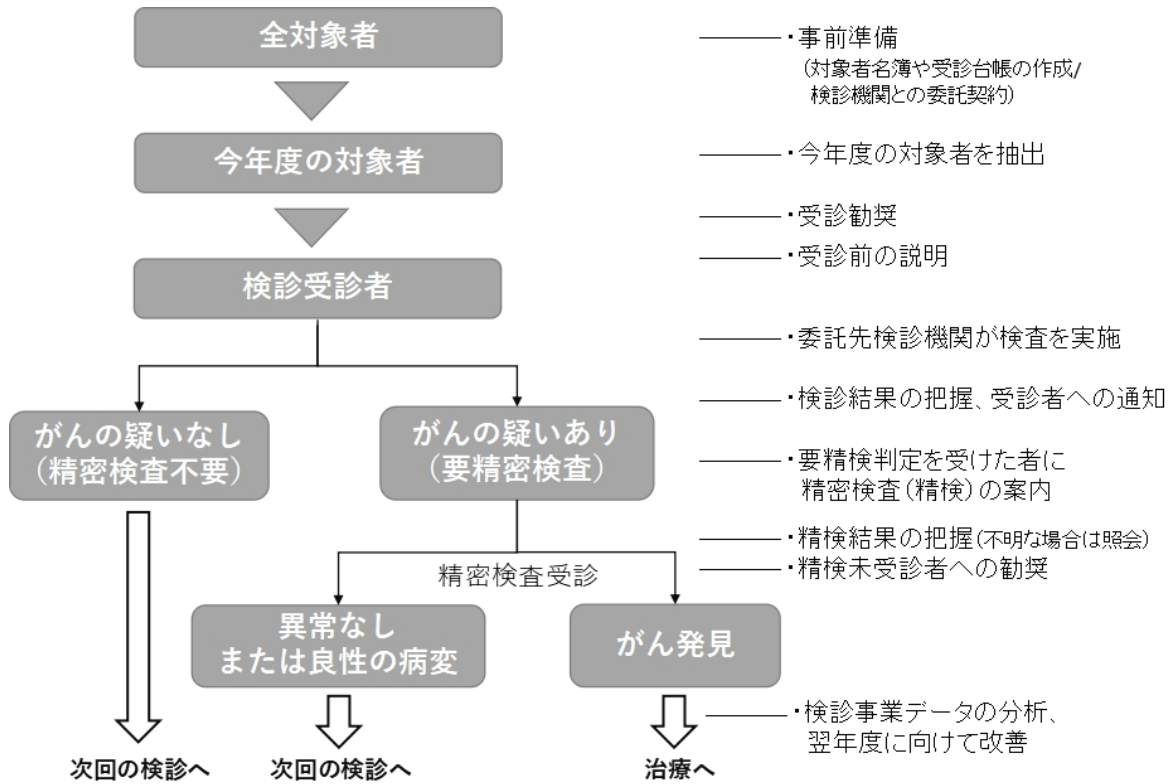 全対象者
・事前準備
（対象者名簿や受診台帳の作成/
検診機関との委託契約）
今年度の対象者
・今年度の対象者を抽出
・受診勧奨
・受診前の説明
検診受診者
・委託先検診機関が検査を実施
・検診結果の把握、受診者への通知
がんの疑いなし
（精密検査不要）
がんの疑いあり
（要精密検査）
・要精検判定を受けた者に
精密検査（精検）の案内
・精検結果の把握（不明な場合は照会）
・精検未受診者への勧奨
精密検査受診
異常なし
または良性の病変
がん発見
・検診事業データの分析、
翌年度に向けて改善
次回の検診へ
次回の検診へ
治療へ